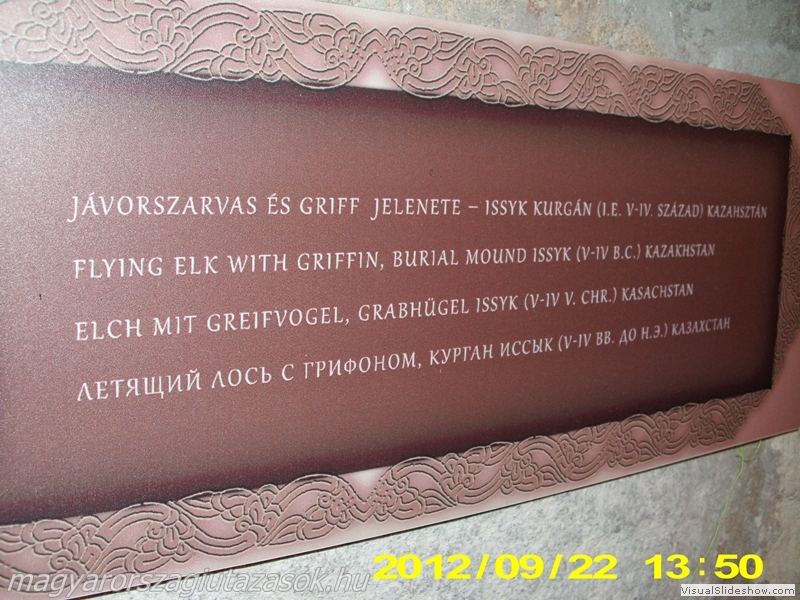 JÁVORSZARVAS ÉS GRIFF JELENETE – ISSYK KURGÁN (I.E. V-IV. SZÁZAD) KAZAHSZTÁN
FLYING ELK WITH GRIFFIN, BURIAL MOUND ISSYK (V-IV B.C.) KAZAKHSTAN
ELCH MIT GREIFVOGEL, GRABHÜGEL ISSYK (V-IV V. CHR.) KASACHSTAN
ЛЕТЯЩИЙ ЛОСЬ С ГРИФОНОМ, КУРГАН ИССЫК (V-IV ВВ. ДО Н.Э.) КАЗАХСТАН
2012/09/22 13:50
magyarországiutazások.hu
VisualSlideshow.com